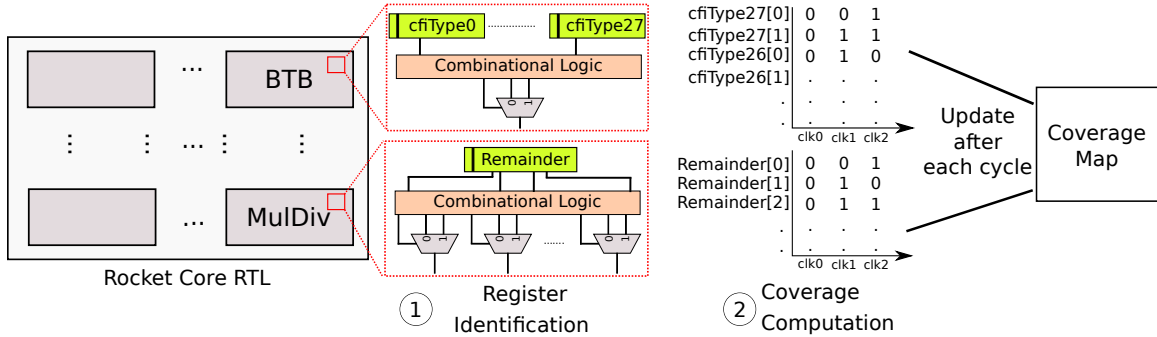 ...
BTB
...
MulDiv
...
Rocket Core RTL
cfiType0
cfiType27
Combinational Logic
0 1
Remainder
Combinational Logic
0 1
0 1
0 1
1
Register
Identification
cfiType27[0] 0 0 1
cfiType27[1] 0 1 1
cfiType26[0] 0 1 0
cfiType26[1] . . .
. . . .
clk0 clk1 clk2
Remainder[0] 0 0 1
Remainder[1] 0 1 0
Remainder[2] 0 1 1
. . . .
. . . .
clk0 clk1 clk2
2
Coverage
Computation
Update
after
each cycle
Coverage
Map